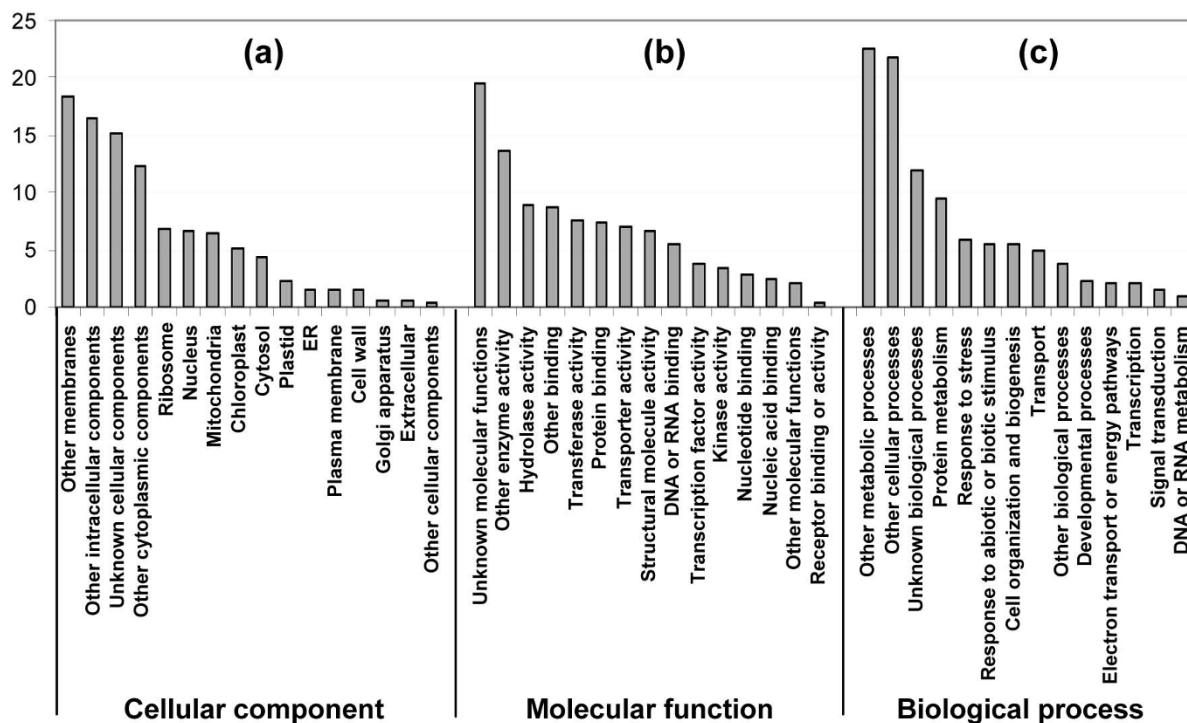 25
20
15
10
5
0
(a)
(b)
(c)
Other membranes
Other intracellular components
Unknown cellular components
Other cytoplasmic components
Ribosome
Nucleus
Mitochondria
Chloroplast
Cytosol
Plastid
ER
Plasma membrane
Cell wall
Golgi apparatus
Extracellular
Other cellular components
Unknown molecular functions
Other enzyme activity
Hydrolase activity
Other binding
Transferase activity
Protein binding
Transporter activity
Structural molecule activity
DNA or RNA binding
Transcription factor activity
Kinase activity
Nucleotide binding
Nucleic acid binding
Other molecular functions
Receptor binding or activity
Other metabolic processes
Other cellular processes
Unknown biological processes
Protein metabolism
Response to stress
Response to abiotic or biotic stimulus
Cell organization and biogenesis
Transport
Other biological processes
Developmental processes
Electron transport or energy pathways
Transcription
Signal transduction
DNA or RNA metabolism
Cellular component
Molecular function
Biological process